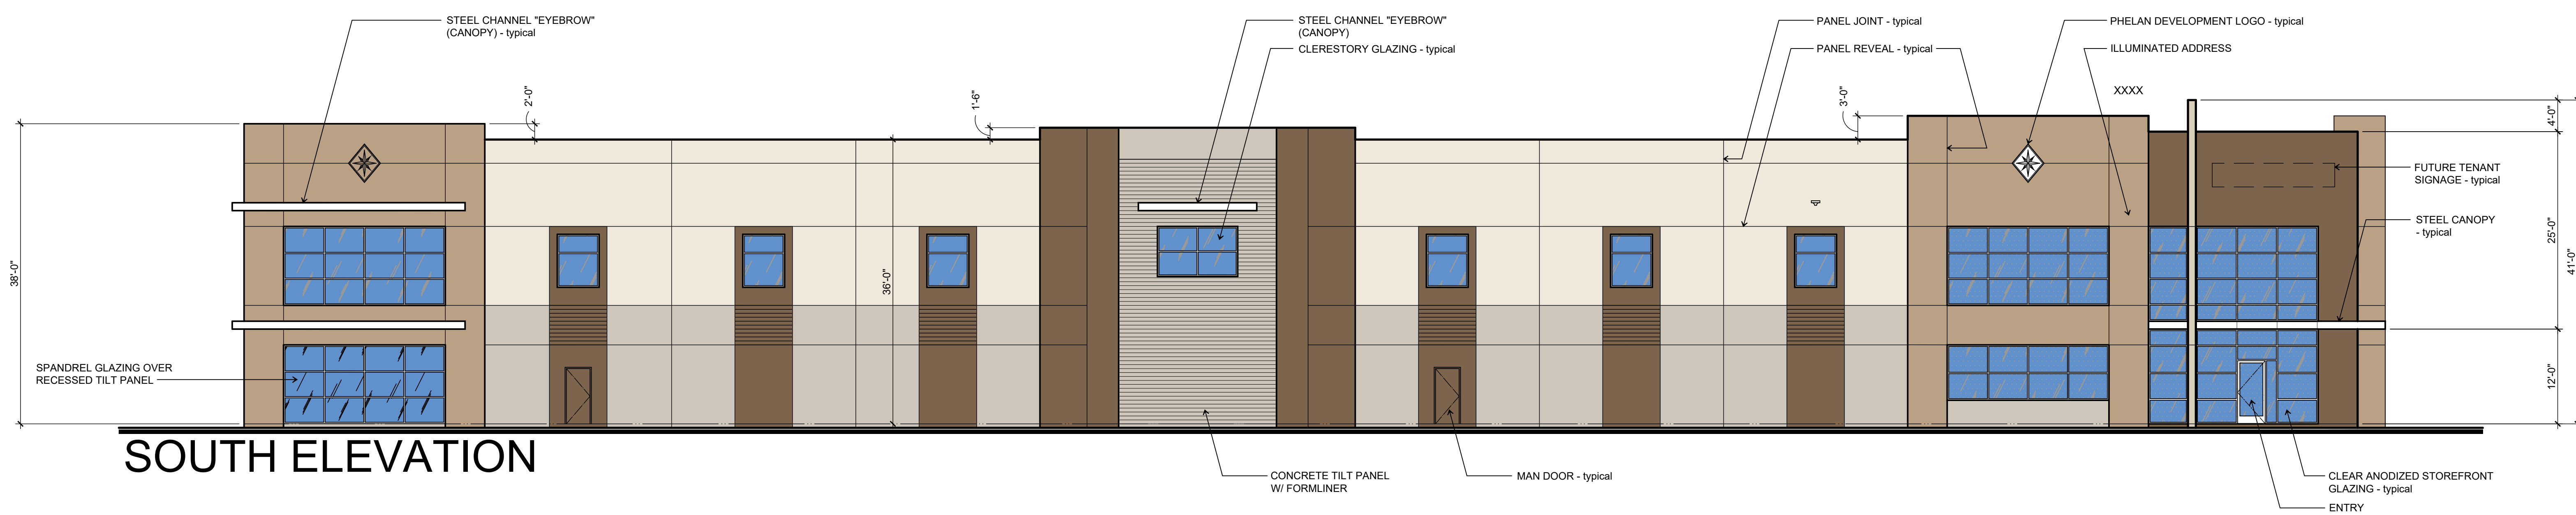 STEEL CHANNEL "EYEBROW"
(CANOPY) - typical
STEEL CHANNEL "EYEBROW"
(CANOPY)
CLERESTORY GLAZING - typical
PANEL JOINT - typical
PANEL REVEAL - typical
PHELAN DEVELOPMENT LOGO - typical
ILLUMINATED ADDRESS
XXXX
2'-0"
1'-6"
3'-0"
4'-0"
FUTURE TENANT
SIGNAGE - typical
STEEL CANOPY
- typical
38'-0"
36'-0"
25'-0"
41'-0"
12'-0"
SPANDREL GLAZING OVER
RECESSED TILT PANEL
SOUTH ELEVATION
CONCRETE TILT PANEL
W/ FORMLINER
MAN DOOR - typical
CLEAR ANODIZED STOREFRONT
GLAZING - typical
ENTRY